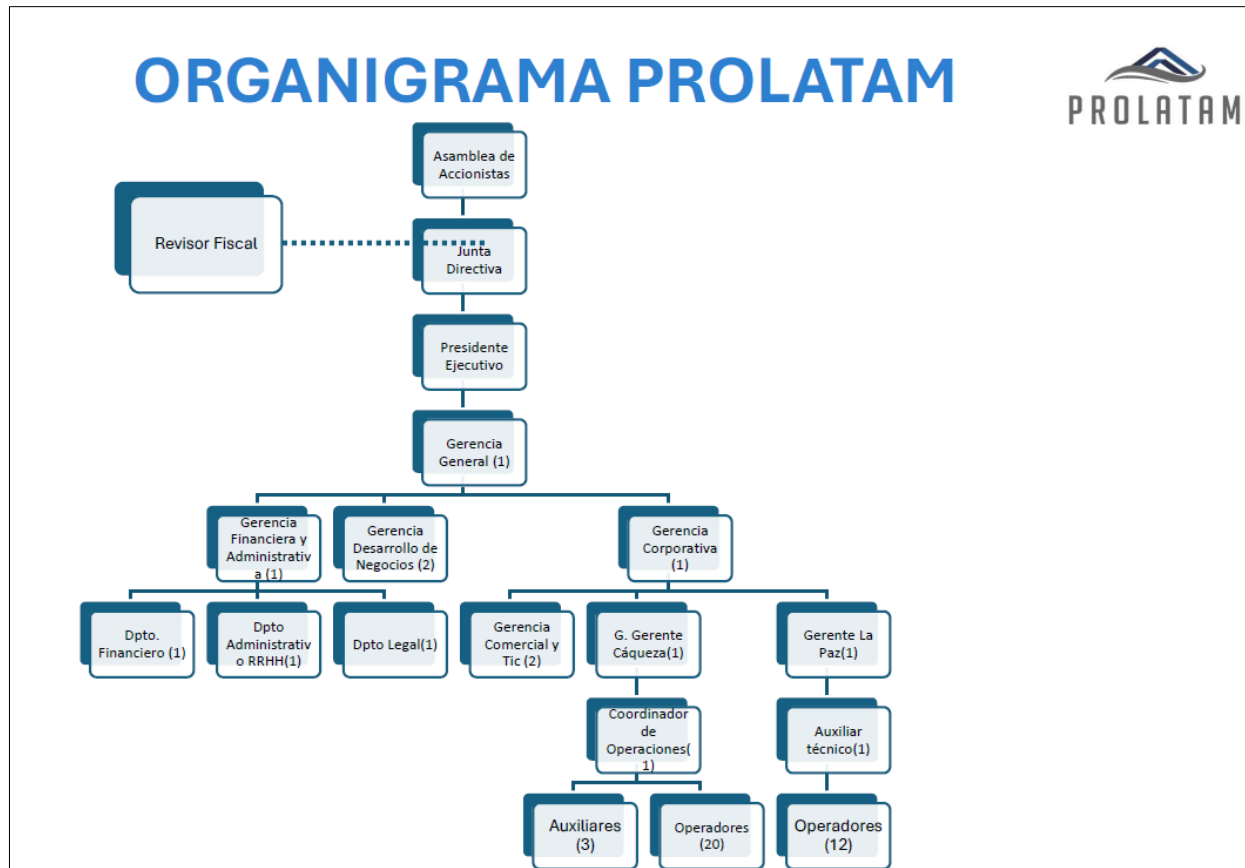 ORGANIGRAMA PROLATAM
PROLATAM
Asamblea de
Accionistas
Revisor Fiscal
Junta
Directiva
Presidente
Ejecutivo
Gerencia
General (1)
Gerencia
Financiera y
Administrativ
a (1)
Gerencia
Desarrollo de
Negocios (2)
Gerencia
Corporativa
(1)
Dpto.
Financiero (1)
Dpto
Administrativ
o RRHH(1)
Dpto Legal(1)
Gerencia
Comercial y
Tic (2)
G. Gerente
Cáqueza(1)
Gerente La
Paz(1)
Coordinador
de
Operaciones(
1)
Auxiliar
técnico(1)
Auxiliares
(3)
Operadores
(20)
Operadores
(12)